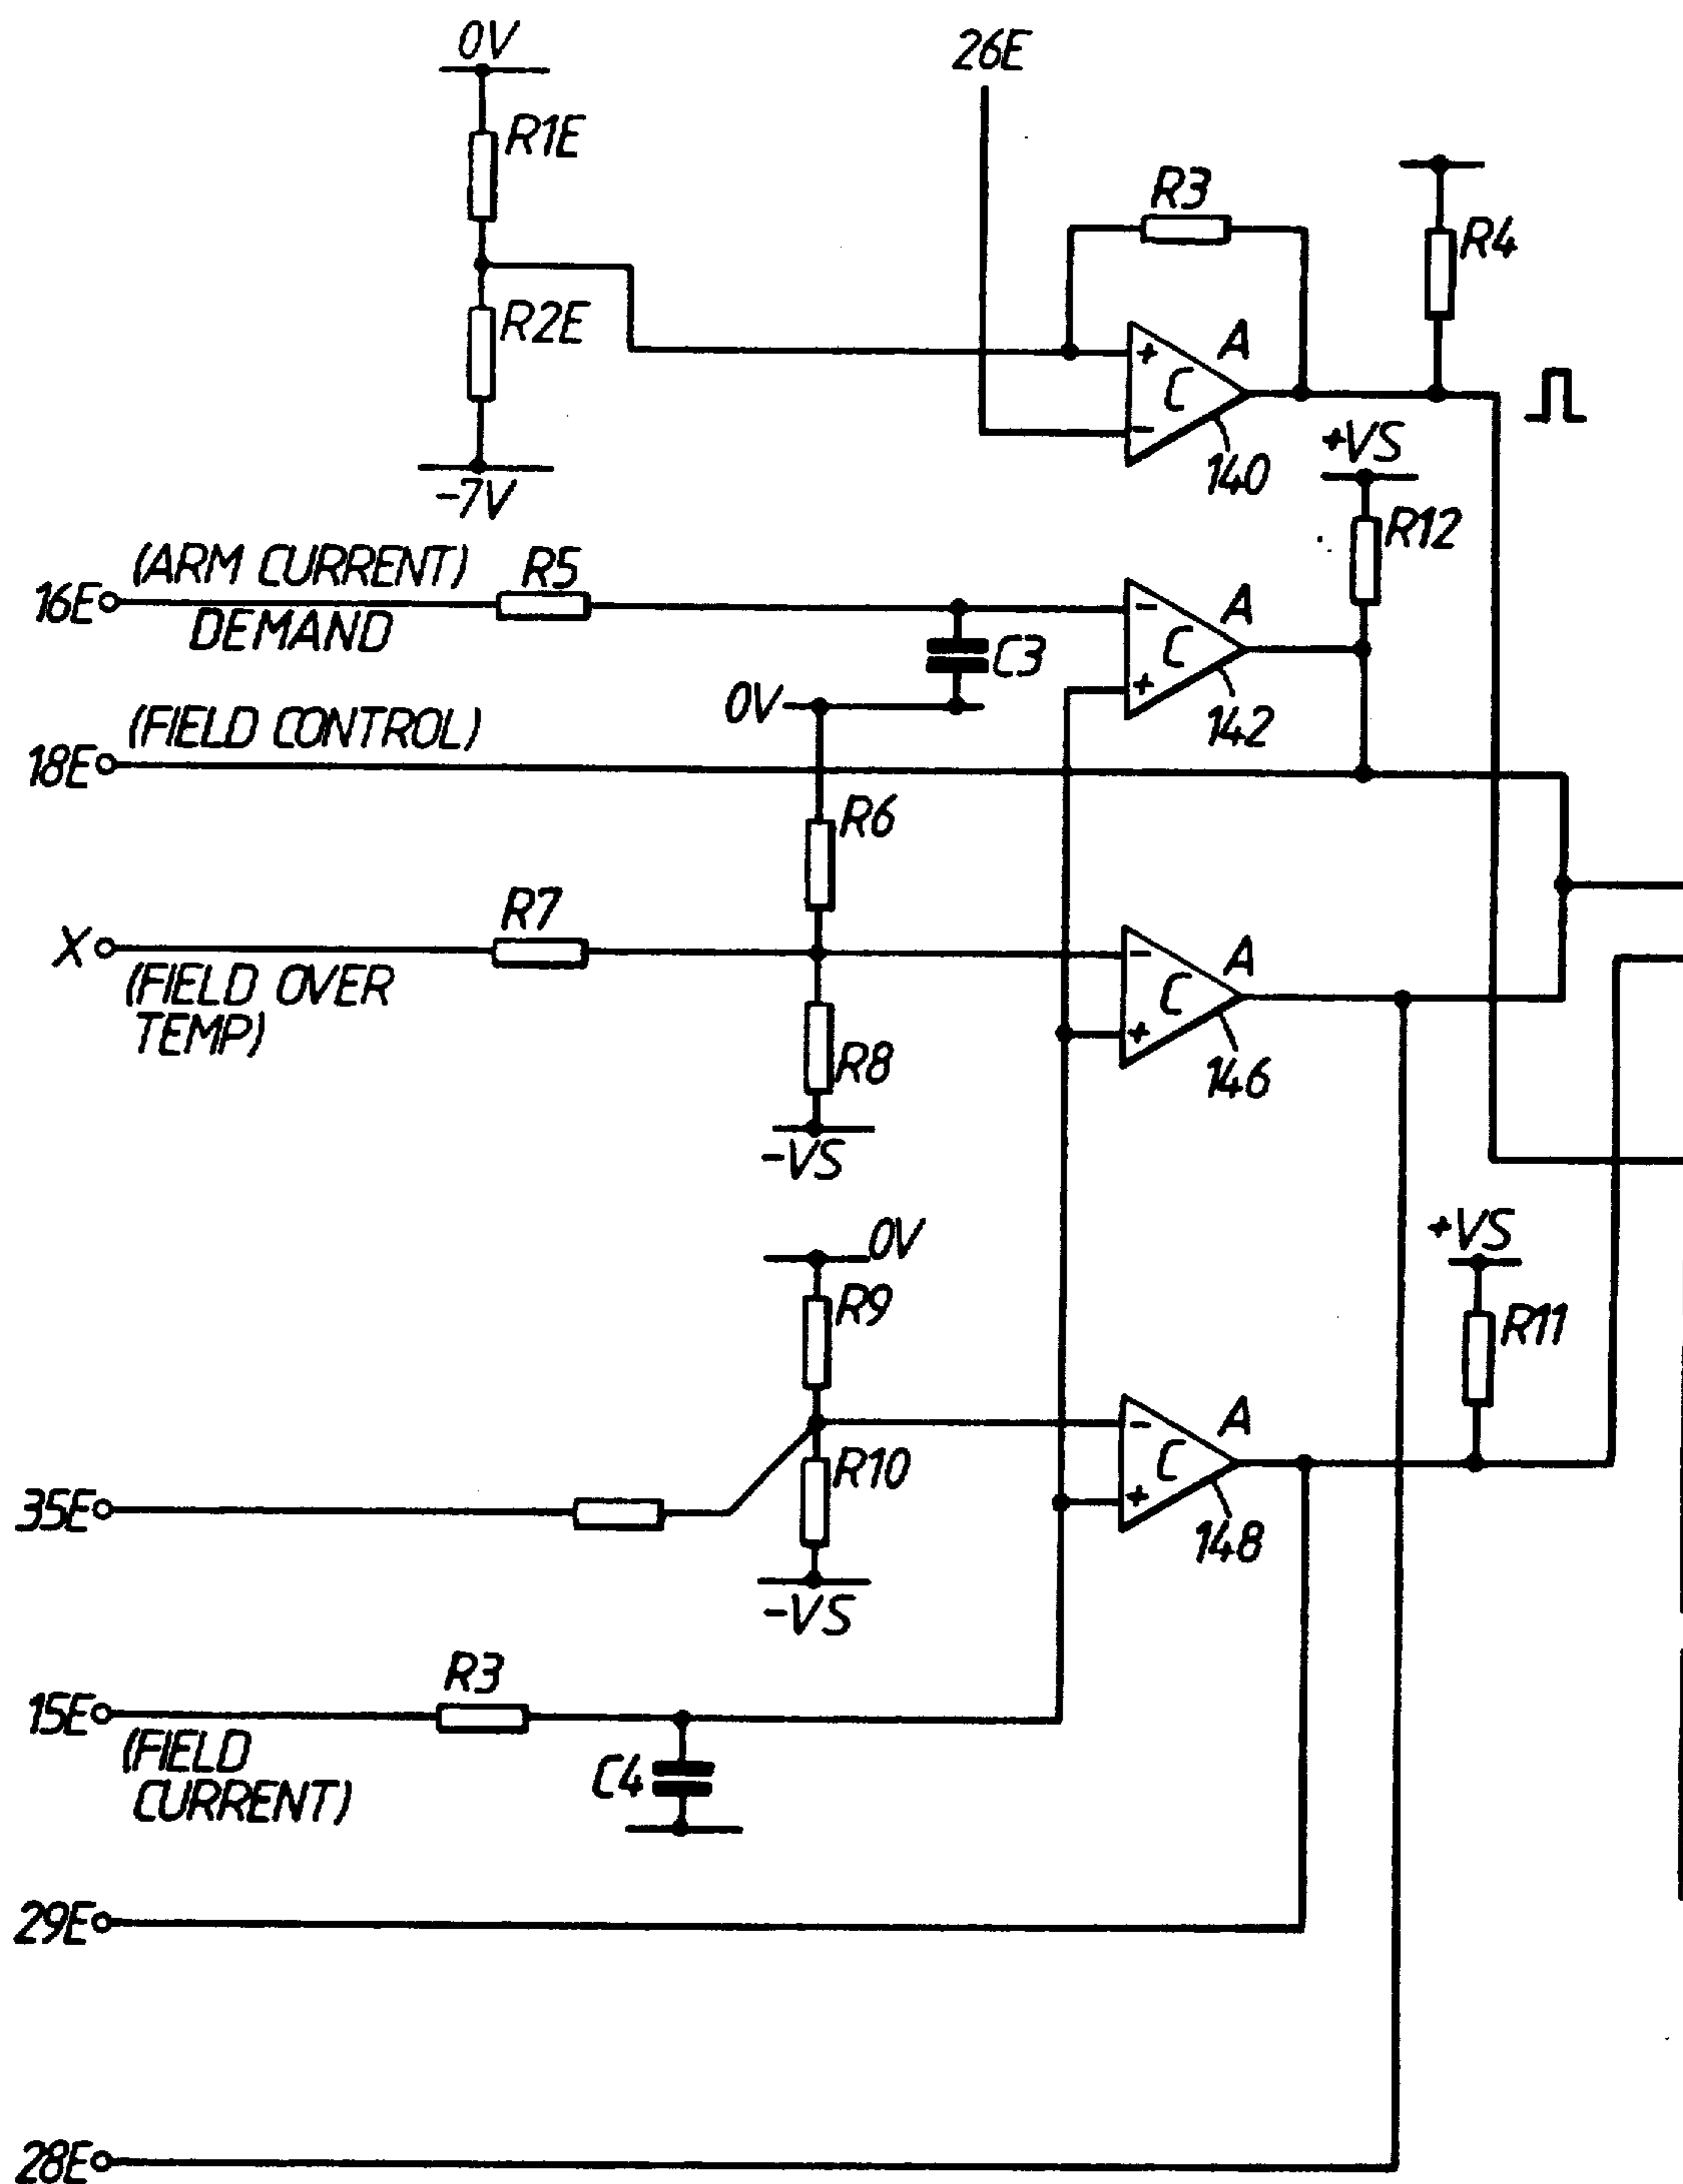 0V
26E
R1E
R3
R4
R2E
+
A
C
-
140
-7V
+VS
R12
(ARM CURRENT)
R5
16E
DEMAND
-
A
C
C3
+
142
0V
(FIELD CONTROL)
18E
R6
R7
X
(FIELD OVER
TEMP)
-
A
C
+
146
R8
-VS
0V
+VS
R9
R11
R10
-
A
C
+
148
35E
-VS
R3
15E
(FIELD
CURRENT)
C4
29E
28E